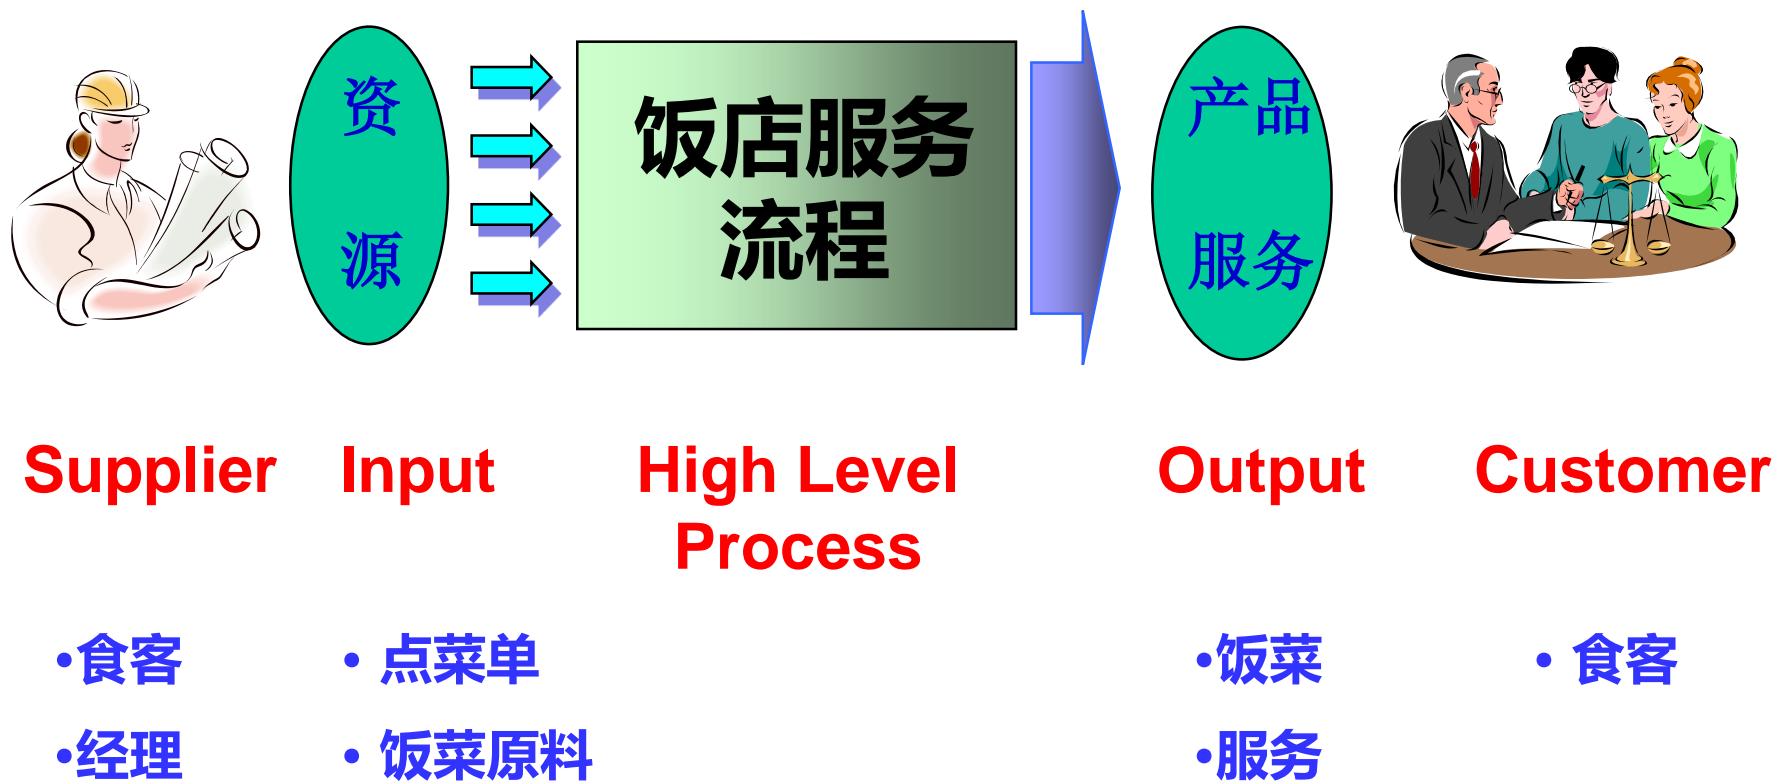 资
源
饭店服务
流程
产品
服务
Supplier
Input
High Level
Process
Output
Customer
•食客
• 点菜单
•饭菜
• 食客
•经理
• 饭菜原料
•服务